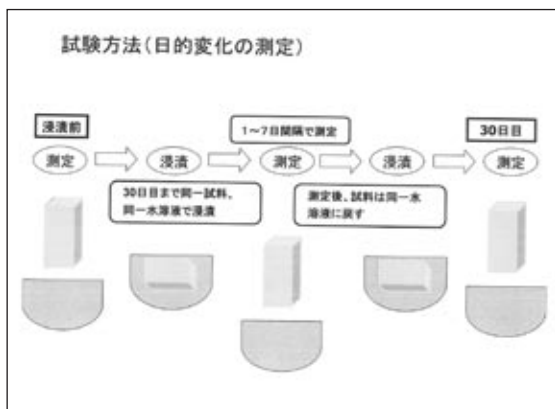 試験方法(目的変化の測定)
浸漬前
1～7日間隔で測定
30日目
測定
浸漬
測定
浸漬
測定
30日目まで同一試料、
同一水溶液で浸漬
測定後、試料は同一水
溶液に戻す